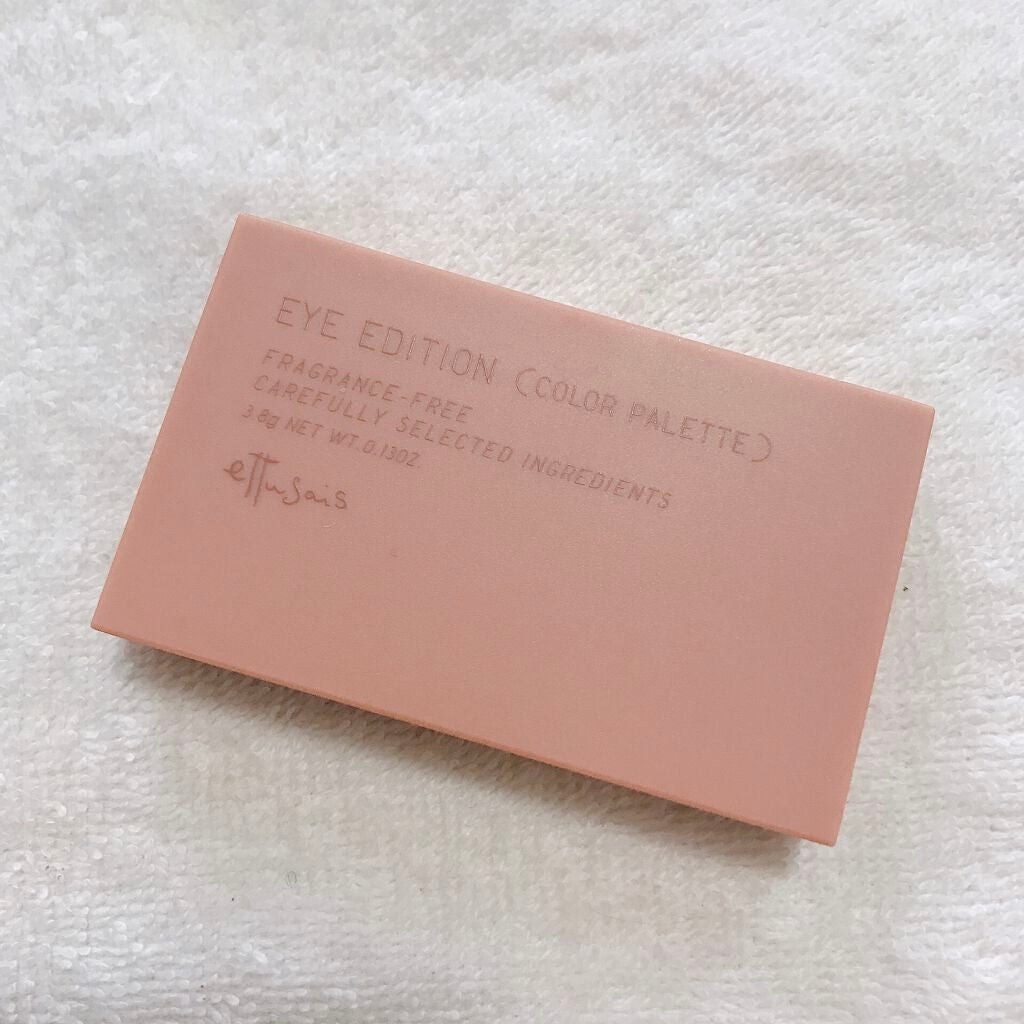 EYE EDITION (COLOR PALETTE)
FRAGRANCE-FREE
CAREFULLY SELECTED INGREDIENTS
3.8g NET WT.0.13OZ.
ettusais